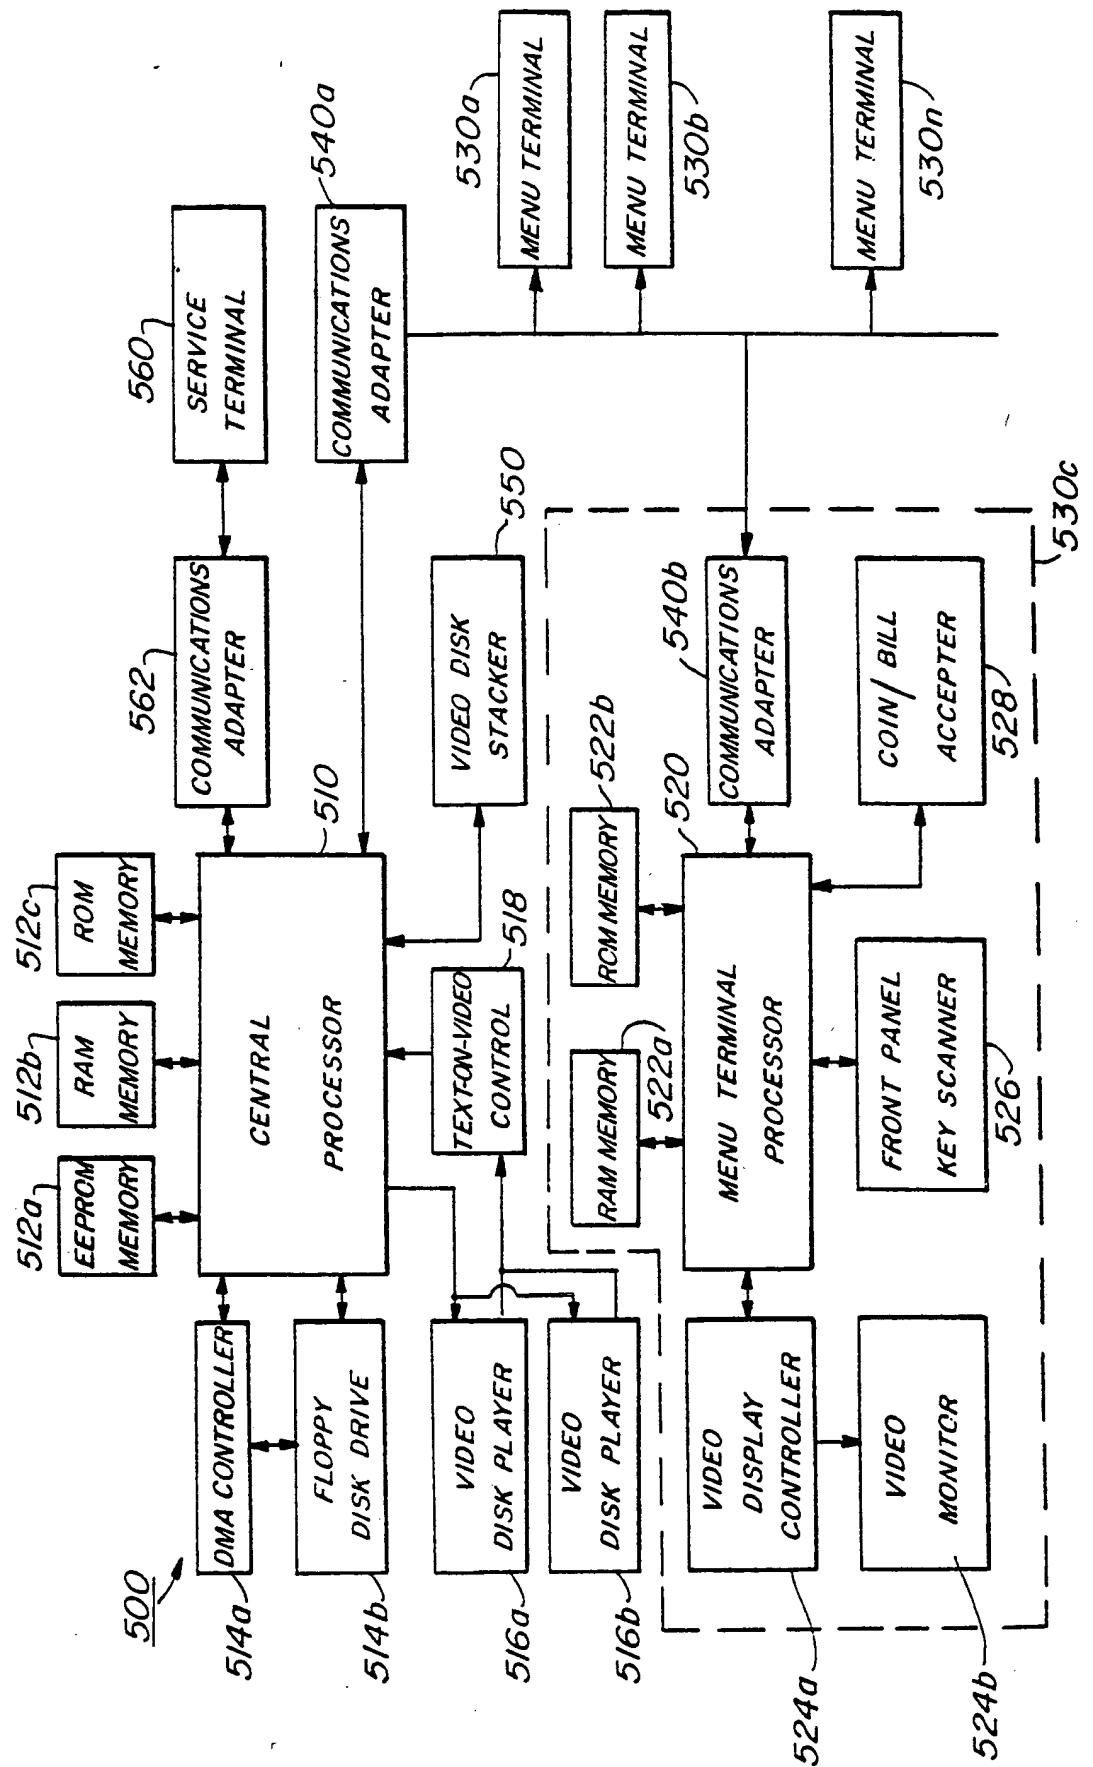 500
512a
EEPROM
MEMORY
512b
RAM
MEMORY
512c
ROM
MEMORY
562
COMMUNICATIONS
ADAPTER
560
SERVICE
TERMINAL
514a
DMA CONTROLLER
514b
FLOPPY
DISK DRIVE
CENTRAL
PROCESSOR
510
COMMUNICATIONS
ADAPTER
540a
516a
VIDEO
DISK PLAYER
516b
VIDEO
DISK PLAYER
TEXT-ON-VIDEO
CONTROL
518
VIDEO DISK
STACKER
550
MENU TERMINAL
530a
MENU TERMINAL
530b
MENU TERMINAL
530n
RAM MEMORY
522a
ROM MEMORY
522b
VIDEO
DISPLAY
CONTROLLER
524a
MENU TERMINAL
PROCESSOR
520
COMMUNICATIONS
ADAPTER
540b
VIDEO
MONITOR
524b
FRONT PANEL
KEY SCANNER
526
COIN/BILL
ACCEPTER
528
530c